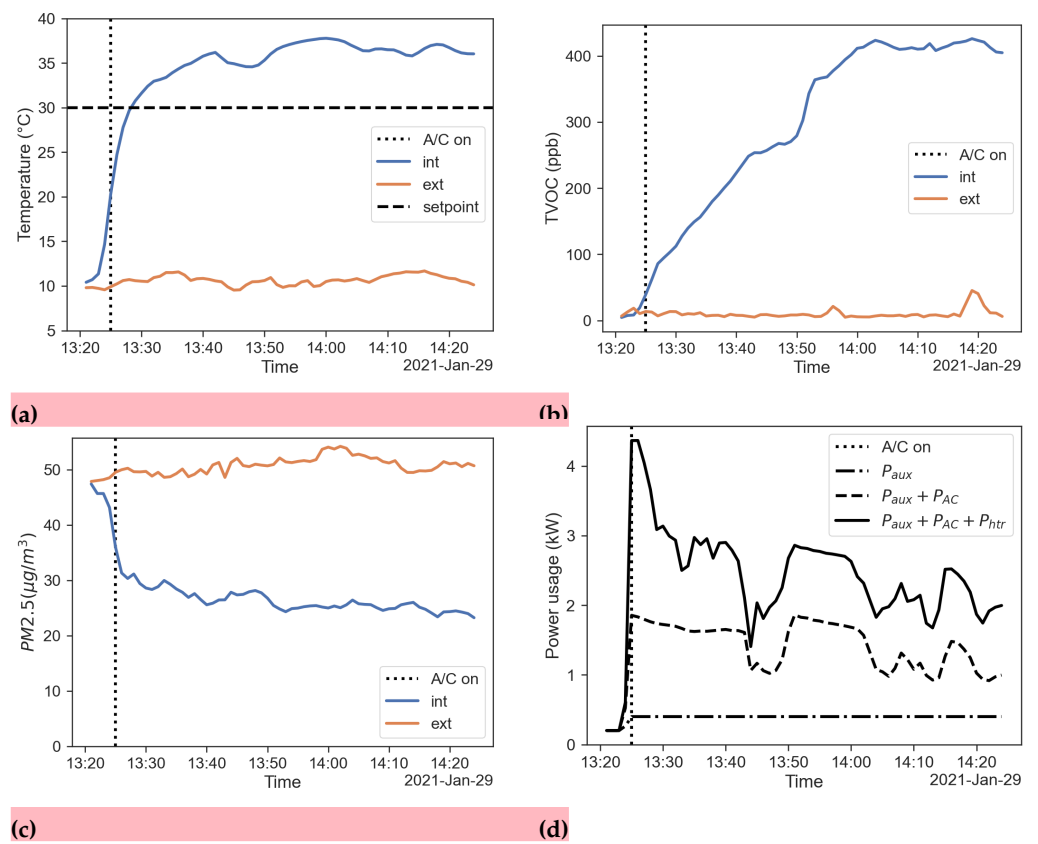 40
35
30
25
20
15
10
5
Temperature (°C)
A/C on
int
ext
setpoint
13:20 13:30 13:40 13:50 14:00 14:10 14:20
Time
2021-Jan-29
400
300
200
100
0
TVOC (ppb)
A/C on
int
ext
13:20 13:30 13:40 13:50 14:00 14:10 14:20
Time
2021-Jan-29
(a)
(b)
50
40
30
20
10
0
PM2.5(μg/m³)
A/C on
int
ext
13:20 13:30 13:40 13:50 14:00 14:10 14:20
Time
2021-Jan-29
4
3
2
1
0
Power usage (kW)
A/C on
P_aux
P_aux + P_AC
P_aux + P_AC + P_htr
13:20 13:30 13:40 13:50 14:00 14:10 14:20
Time
2021-Jan-29
(c)
(d)